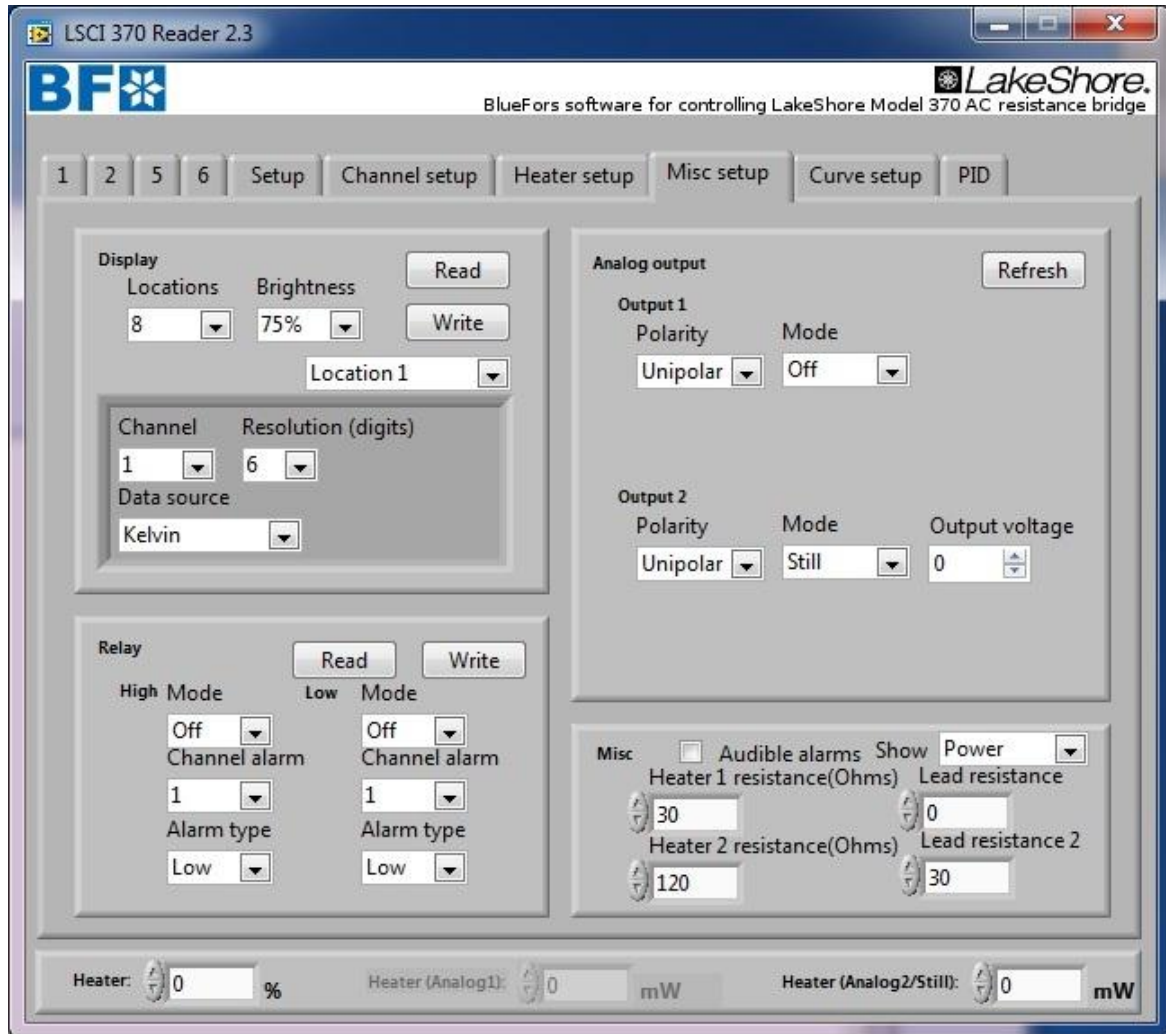 LSCI 370 Reader 2.3
BF
LakeShore.
BlueFors software for controlling LakeShore Model 370 AC resistance bridge
1 2 5 6 Setup Channel setup Heater setup Misc setup Curve setup PID
Display
Locations Brightness
Read
8 75%
Write
Location 1
Channel Resolution (digits)
1 6
Data source
Kelvin
Relay
Read Write
High Mode Low Mode
Off Off
Channel alarm Channel alarm
1 1
Alarm type Alarm type
Low Low
Analog output
Refresh
Output 1
Polarity Mode
Unipolar Off
Output 2
Polarity Mode Output voltage
Unipolar Still 0
Misc Audible alarms Show Power
Heater 1 resistance(Ohms) Lead resistance
30 0
Heater 2 resistance(Ohms) Lead resistance 2
120 30
Heater: 0 % Heater (Analog1): 0 mW Heater (Analog2/Still): 0 mW